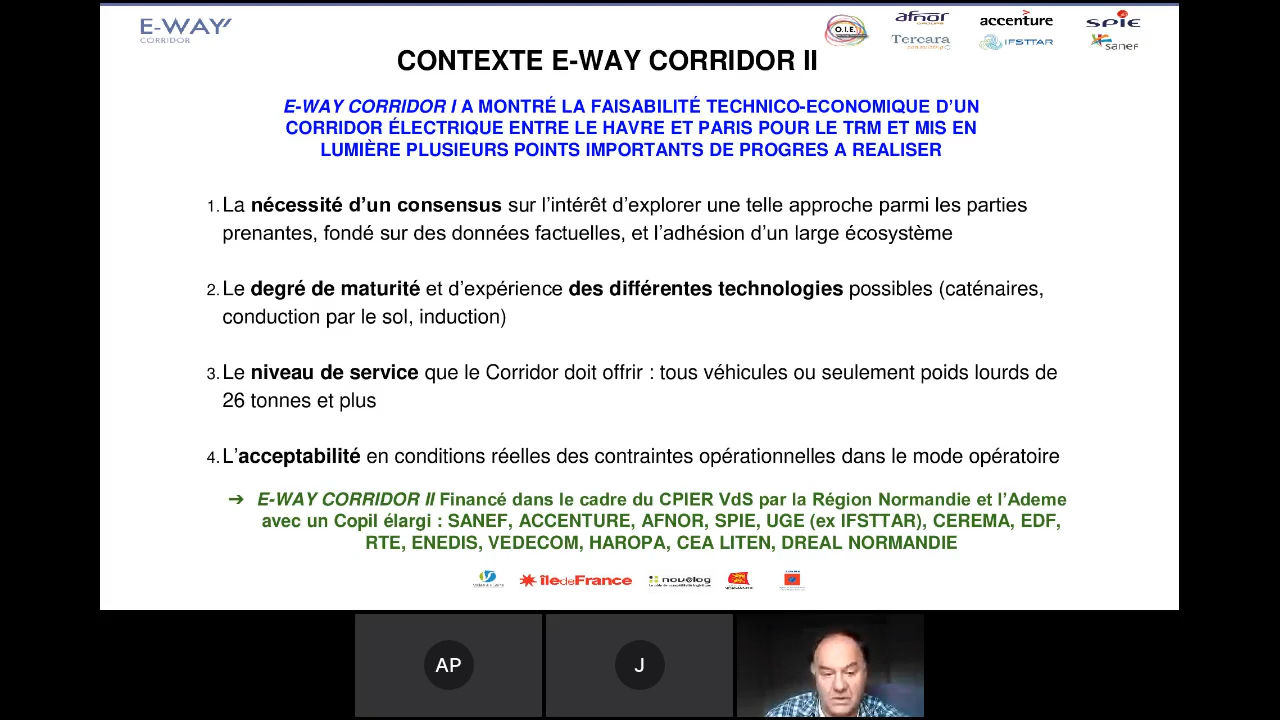 E-WAY
CORRIDOR
O.I.E.
afnor
GROUPE
accenture
SPIE
Tercara
consulting
IFSTTAR
sanef
CONTEXTE E-WAY CORRIDOR II
E-WAY CORRIDOR I A MONTRÉ LA FAISABILITÉ TECHNICO-ECONOMIQUE D'UN
CORRIDOR ÉLECTRIQUE ENTRE LE HAVRE ET PARIS POUR LE TRM ET MIS EN
LUMIÈRE PLUSIEURS POINTS IMPORTANTS DE PROGRES A REALISER
1. La nécessité d'un consensus sur l'intérêt d'explorer une telle approche parmi les parties
prenantes, fondé sur des données factuelles, et l'adhésion d'un large écosystème
2. Le degré de maturité et d'expérience des différentes technologies possibles (caténaires,
conduction par le sol, induction)
3. Le niveau de service que le Corridor doit offrir : tous véhicules ou seulement poids lourds de
26 tonnes et plus
4. L'acceptabilité en conditions réelles des contraintes opérationnelles dans le mode opératoire
➔ E-WAY CORRIDOR II Financé dans le cadre du CPIER VdS par la Région Normandie et l'Ademe
avec un Copil élargi : SANEF, ACCENTURE, AFNOR, SPIE, UGE (ex IFSTTAR), CEREMA, EDF,
RTE, ENEDIS, VEDECOM, HAROPA, CEA LITEN, DREAL NORMANDIE
îledeFrance
novelog
AP
J